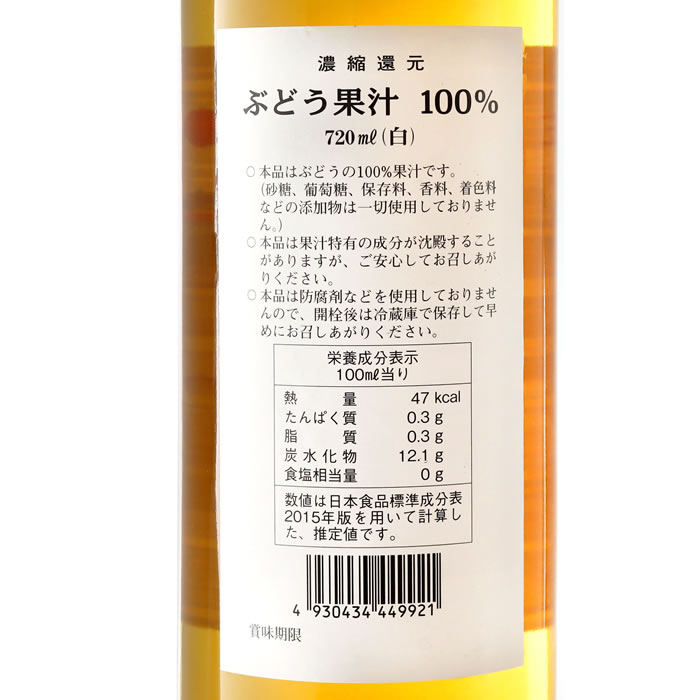 濃縮還元
ぶどう果汁 100%
720㎖(白)
○本品はぶどうの100%果汁です。
(砂糖、葡萄糖、保存料、香料、着色料
などの添加物は一切使用しておりませ
ん。)
○本品は果汁特有の成分が沈殿すること
がありますが、ご安心してお召しあが
りください。
○本品は防腐剤などを使用しておりませ
んので、開栓後は冷蔵庫で保存して早
めにお召しあがりください。
栄養成分表示
100㎖当り
熱量 47 kcal
たんぱく質 0.3 g
脂質 0.3 g
炭水化物 12.1 g
食塩相当量 0 g
数値は日本食品標準成分表
2015年版を用いて計算し
た、推定値です。
4 930434 449921
賞味期限